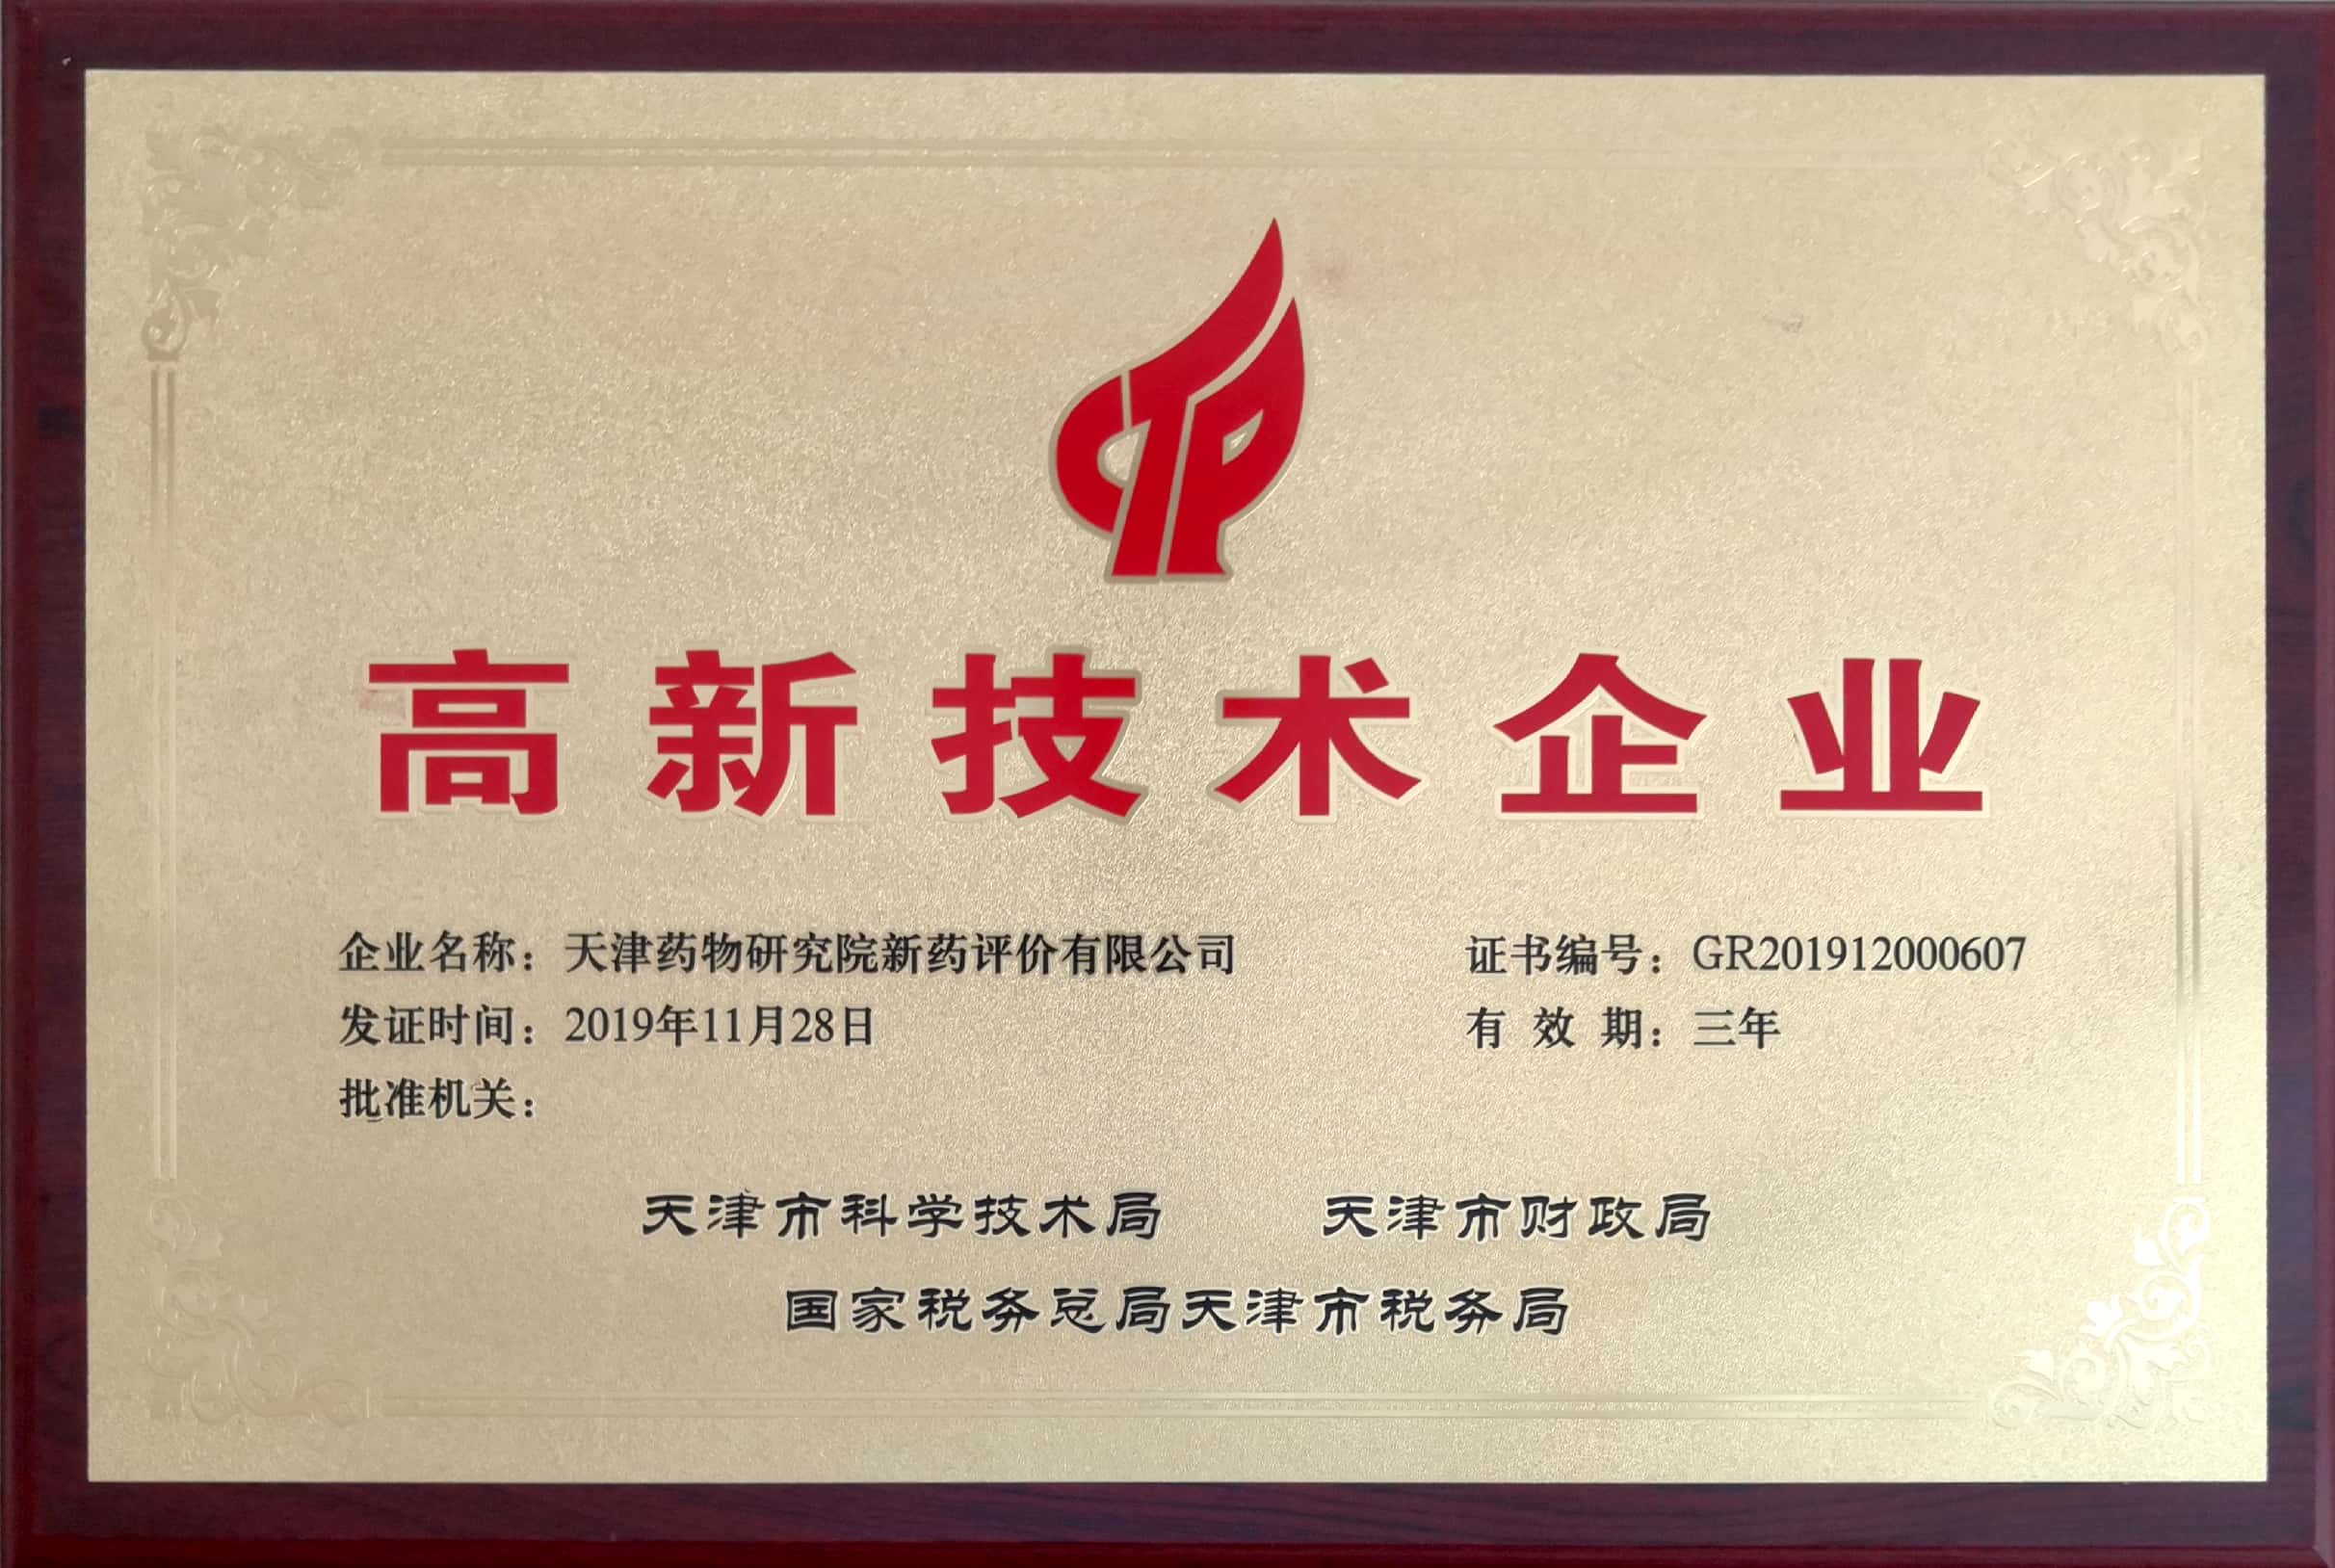 CTP
高新技术企业
企业名称：天津药物研究院新药评价有限公司 证书编号：GR201912000607
发证时间：2019年11月28日 有 效 期：三年
批准机关：
天津市科学技术局 天津市财政局
国家税务总局天津市税务局